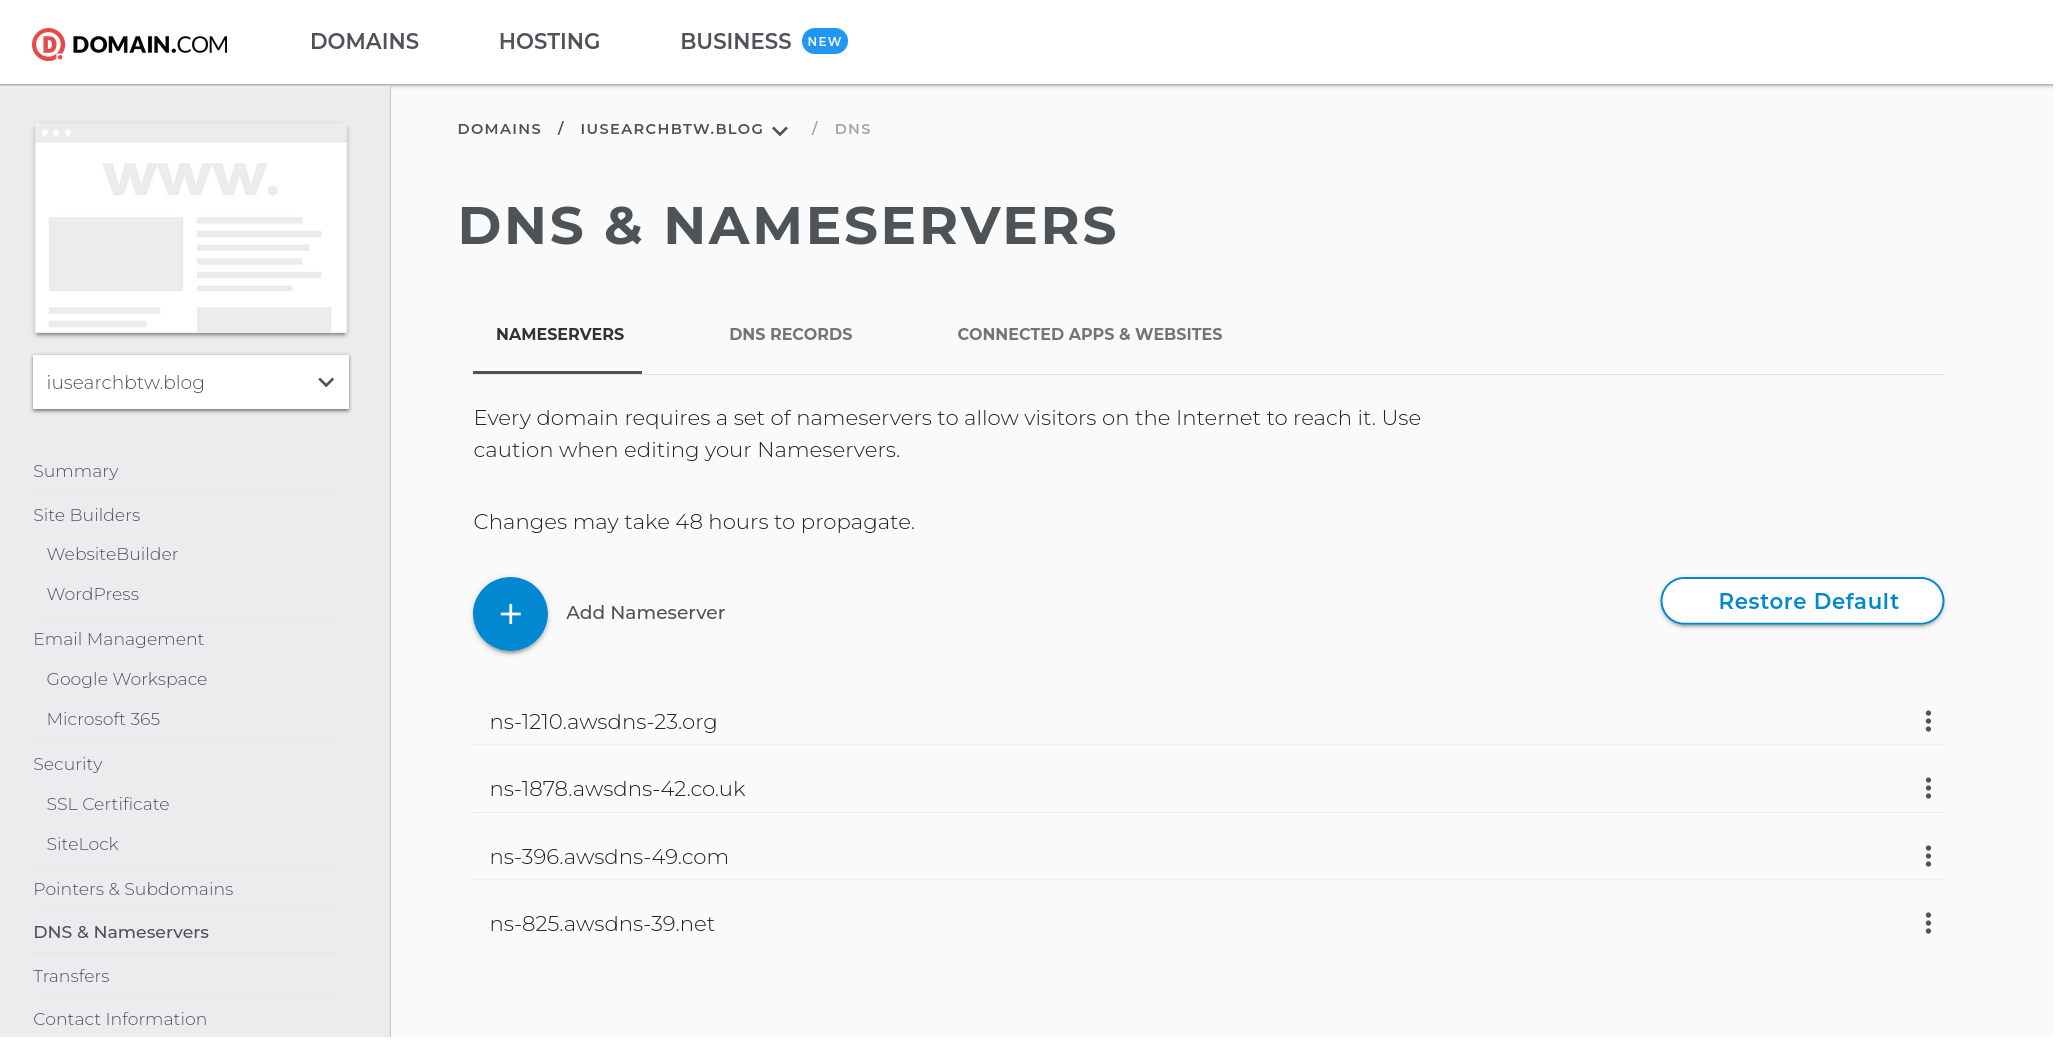 DOMAIN.COM
DOMAINS
HOSTING
BUSINESS NEW
www.
iusearchbtw.blog
Summary
Site Builders
WebsiteBuilder
WordPress
Email Management
Google Workspace
Microsoft 365
Security
SSL Certificate
SiteLock
Pointers & Subdomains
DNS & Nameservers
Transfers
Contact Information
DOMAINS / IUSEARCHBTW.BLOG / DNS
DNS & NAMESERVERS
NAMESERVERS
DNS RECORDS
CONNECTED APPS & WEBSITES
Every domain requires a set of nameservers to allow visitors on the Internet to reach it. Use
caution when editing your Nameservers.
Changes may take 48 hours to propagate.
Add Nameserver
Restore Default
ns-1210.awsdns-23.org
ns-1878.awsdns-42.co.uk
ns-396.awsdns-49.com
ns-825.awsdns-39.net